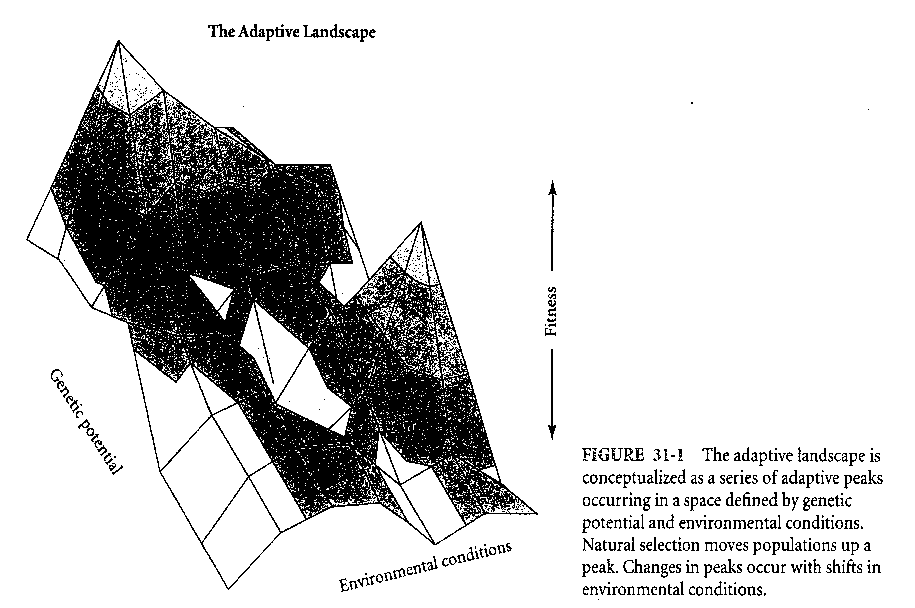 The Adaptive Landscape
Fitness
Genetic potential
Environmental conditions
FIGURE 31-1 The adaptive landscape is
conceptualized as a series of adaptive peaks
occurring in a space defined by genetic
potential and environmental conditions.
Natural selection moves populations up a
peak. Changes in peaks occur with shifts in
environmental conditions.